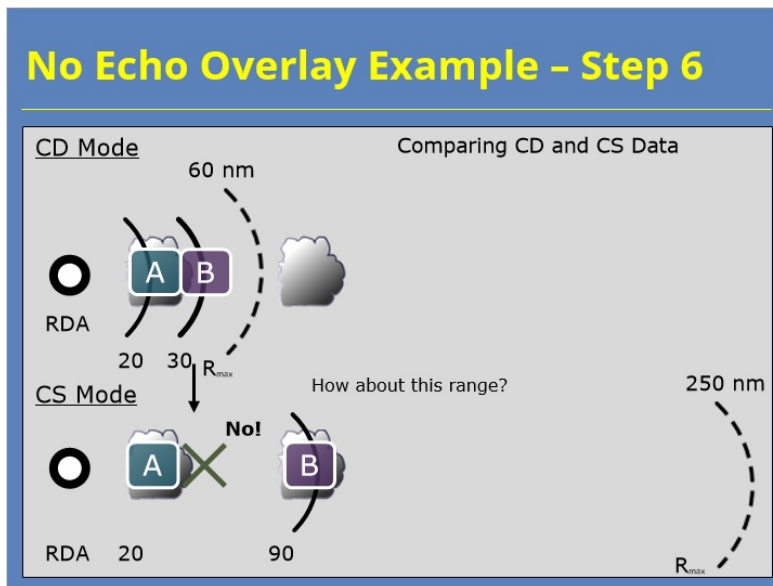 No Echo Overlay Example – Step 6
CD Mode
Comparing CD and CS Data
60 nm
A B
RDA
20 30 Rmax
CS Mode
How about this range?
250 nm
No!
A B
RDA 20 90
Rmax